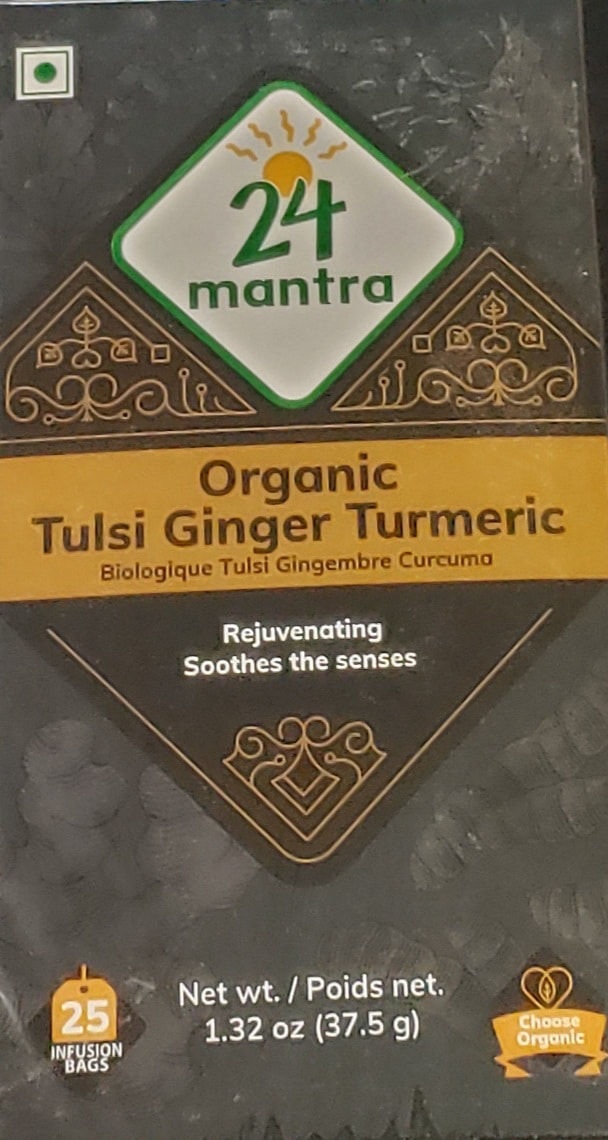 24
mantra
Organic
Tulsi Ginger Turmeric
Biologique Tulsi Gingembre Curcuma
Rejuvenating
Soothes the senses
25
INFUSION
BAGS
Net wt. / Poids net.
1.32 oz (37.5 g)
Choose
Organic